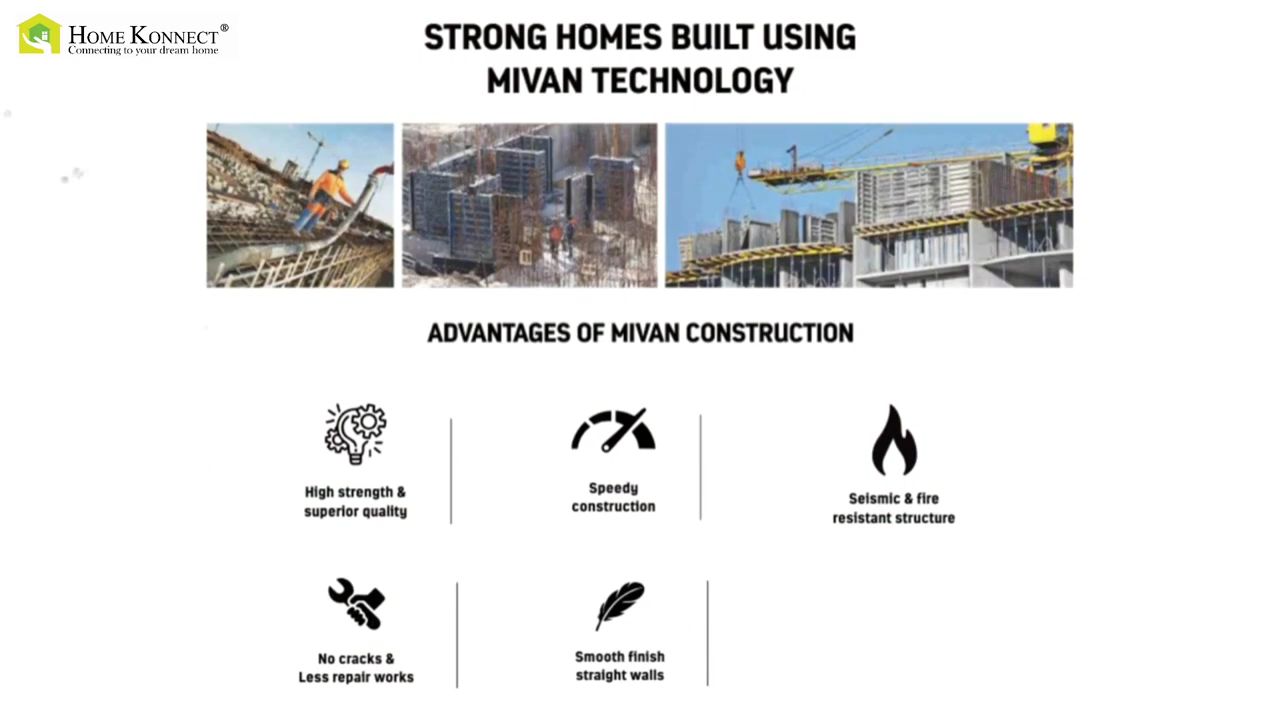 HOME KONNECT®
Connecting to your dream home
STRONG HOMES BUILT USING
MIVAN TECHNOLOGY
ADVANTAGES OF MIVAN CONSTRUCTION
High strength &
superior quality
Speedy
construction
Seismic & fire
resistant structure
No cracks &
Less repair works
Smooth finish
straight walls